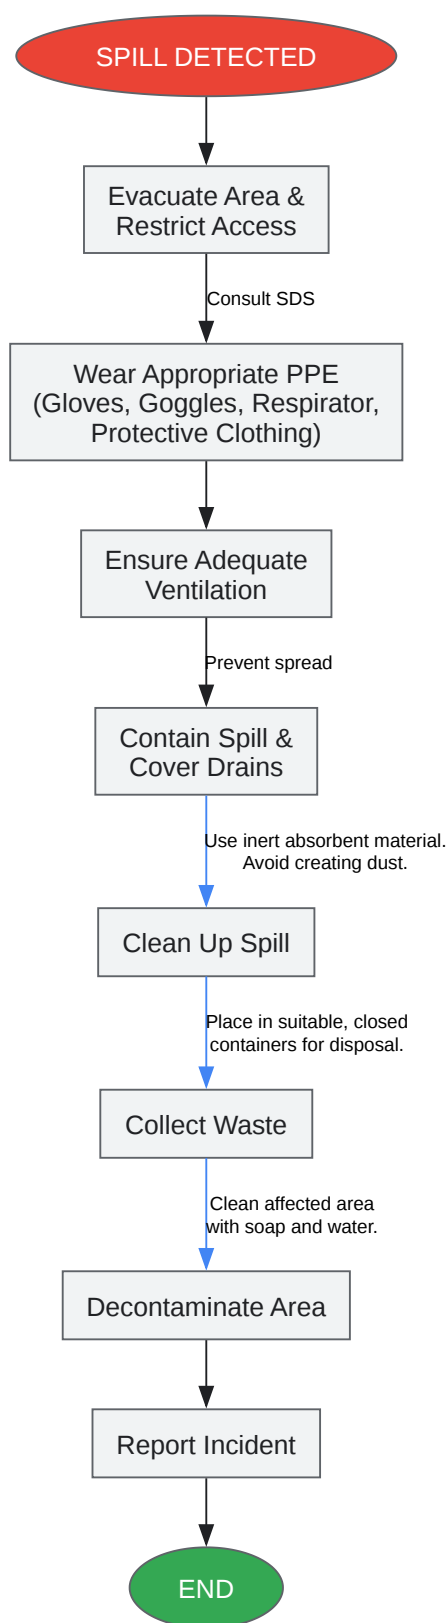 SPILL DETECTED
Evacuate Area &
Restrict Access
Consult SDS
Wear Appropriate PPE
(Gloves, Goggles, Respirator,
Protective Clothing)
Ensure Adequate
Ventilation
Prevent spread
Contain Spill &
Cover Drains
Use inert absorbent material.
Avoid creating dust.
Clean Up Spill
Place in suitable, closed
containers for disposal.
Collect Waste
Clean affected area
with soap and water.
Decontaminate Area
Report Incident
END